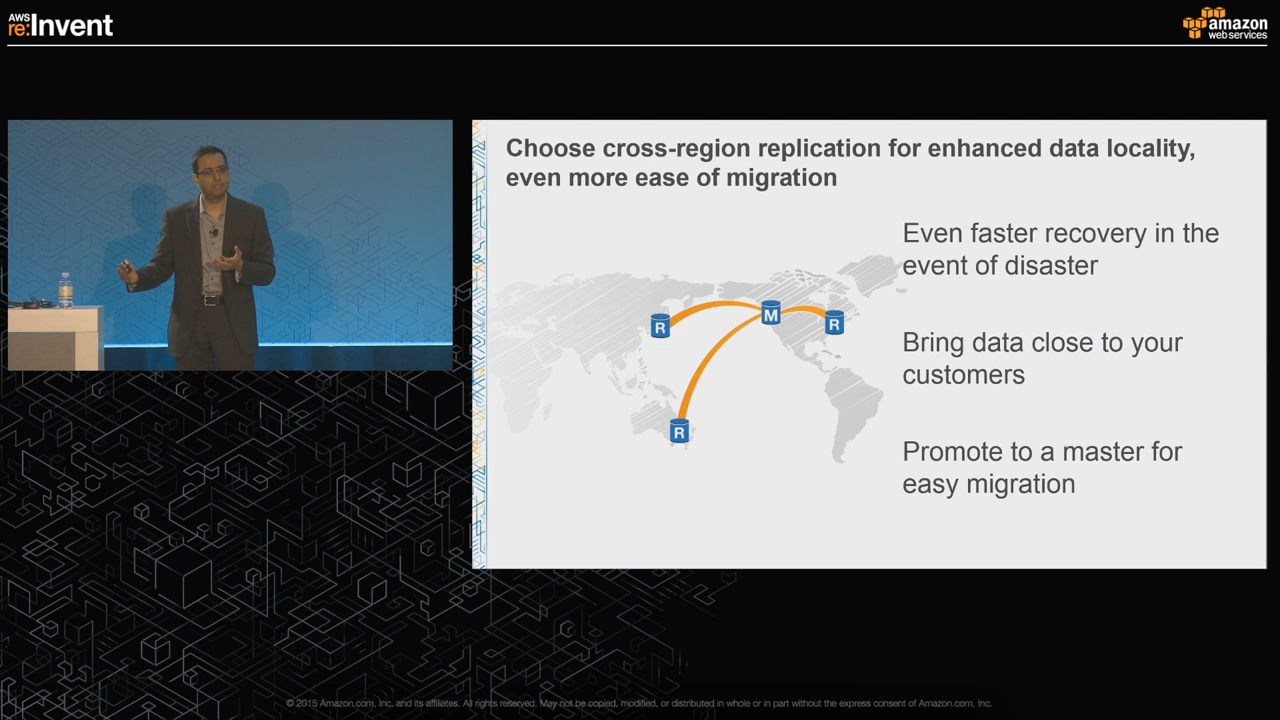 AWS
re:Invent
amazon
web services
Choose cross-region replication for enhanced data locality,
even more ease of migration
Even faster recovery in the
event of disaster
R
M
R
Bring data close to your
customers
R
Promote to a master for
easy migration
© 2015 Amazon.com, Inc. and its affiliates. All rights reserved. May not be copied, modified, or distributed in whole or in part without the express consent of Amazon.com, Inc.